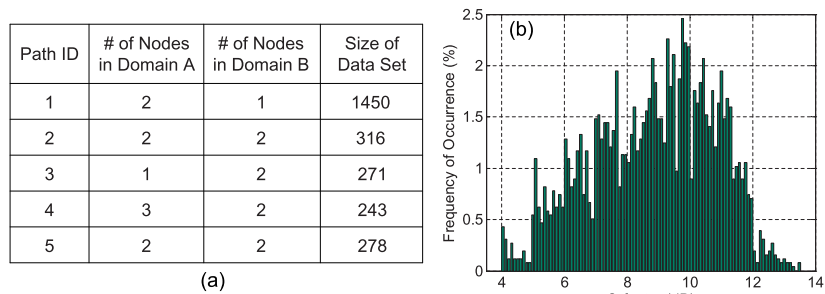 Path ID # of Nodes in Domain A # of Nodes in Domain B Size of Data Set
1 2 1 1450
2 2 2 316
3 1 2 271
4 3 2 243
5 2 2 278
(a)
(b)
Frequency of Occurrence (%)
2.5
2
1.5
1
0.5
0
4 6 8 10 12 14